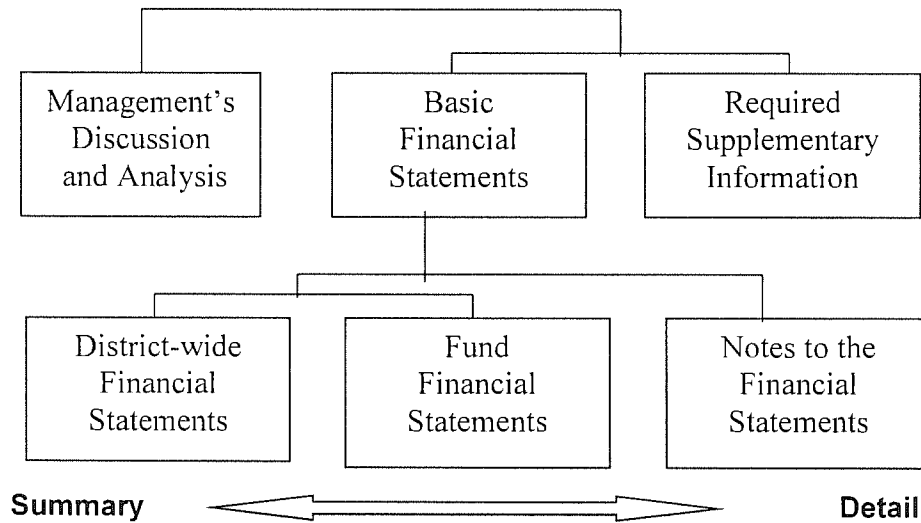 Management's
Discussion
and Analysis
Basic
Financial
Statements
Required
Supplementary
Information
District-wide
Financial
Statements
Fund
Financial
Statements
Notes to the
Financial
Statements
Summary
Detail